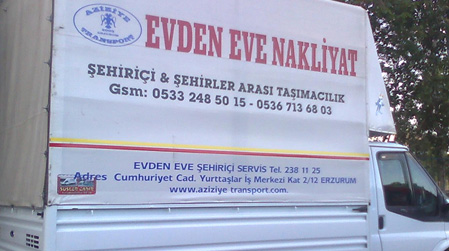 AZİZİYE
TRANSPORT
EVDEN EVE NAKLİYAT
ŞEHİRİÇİ & ŞEHİRLER ARASI TAŞIMACILIK
Gsm: 0533 248 50 15 - 0536 713 68 03
EVDEN EVE ŞEHİRİÇİ SERVİS Tel. 238 11 25
Adres Cumhuriyet Cad. Yurttaşlar İş Merkezi Kat 2/12 ERZURUM
www.aziziye transport.com.